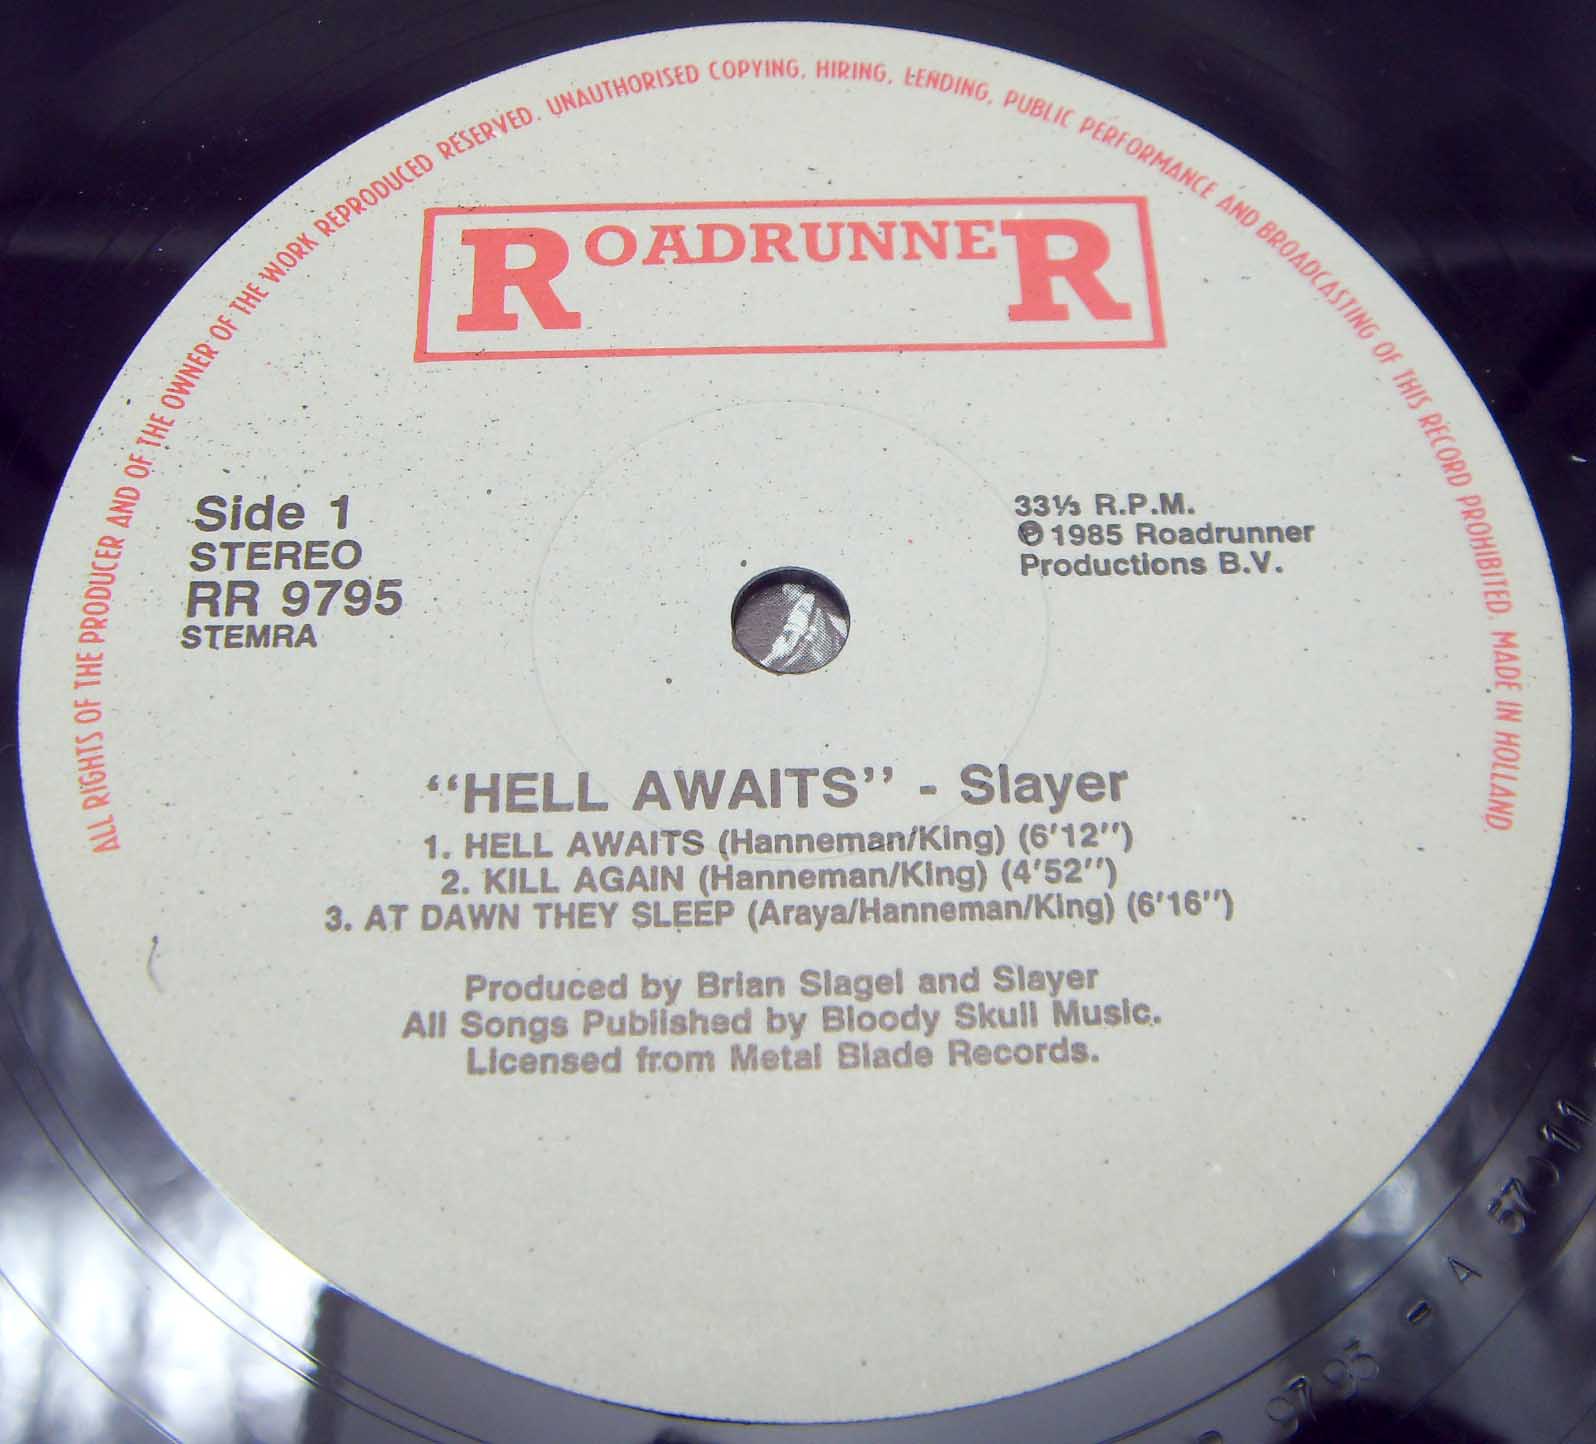 ALL RIGHTS OF THE PRODUCER AND OF THE OWNER OF THE WORK REPRODUCED RESERVED. UNAUTHORISED COPYING, HIRING, LENDING, PUBLIC PERFORMANCE AND BROADCASTING OF THIS RECORD PROHIBITED. MADE IN HOLLAND
ROADRUNNER
Side 1
STEREO
RR 9795
STEMRA
33⅓ R.P.M.
℗ 1985 Roadrunner
Productions B.V.
“HELL AWAITS” - Slayer
1. HELL AWAITS (Hanneman/King) (6'12'')
2. KILL AGAIN (Hanneman/King) (4'52'')
3. AT DAWN THEY SLEEP (Araya/Hanneman/King) (6'16'')
Produced by Brian Slagel and Slayer
All Songs Published by Bloody Skull Music.
Licensed from Metal Blade Records.
9795 - A